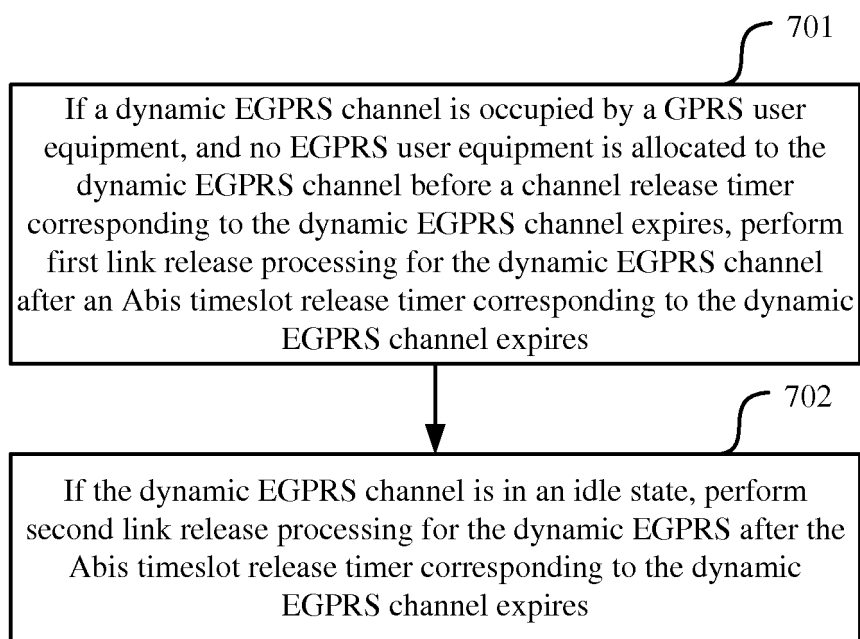 701
If a dynamic EGPRS channel is occupied by a GPRS user
equipment, and no EGPRS user equipment is allocated to the
dynamic EGPRS channel before a channel release timer
corresponding to the dynamic EGPRS channel expires, perform
first link release processing for the dynamic EGPRS channel
after an Abis timeslot release timer corresponding to the dynamic
EGPRS channel expires
702
If the dynamic EGPRS channel is in an idle state, perform
second link release processing for the dynamic EGPRS after the
Abis timeslot release timer corresponding to the dynamic
EGPRS channel expires